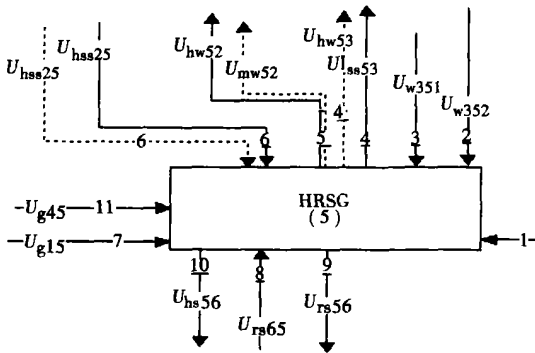 U_hss25
U_hss25
U_hw52
U_mw52
U_hw53
U_lss53
U_w351
U_w352
6
6
5
4
4
3
2
HRSG
(5)
U_g45 11
U_g15 7
1
10
8
9
U_hs56
U_rs65
U_rs56